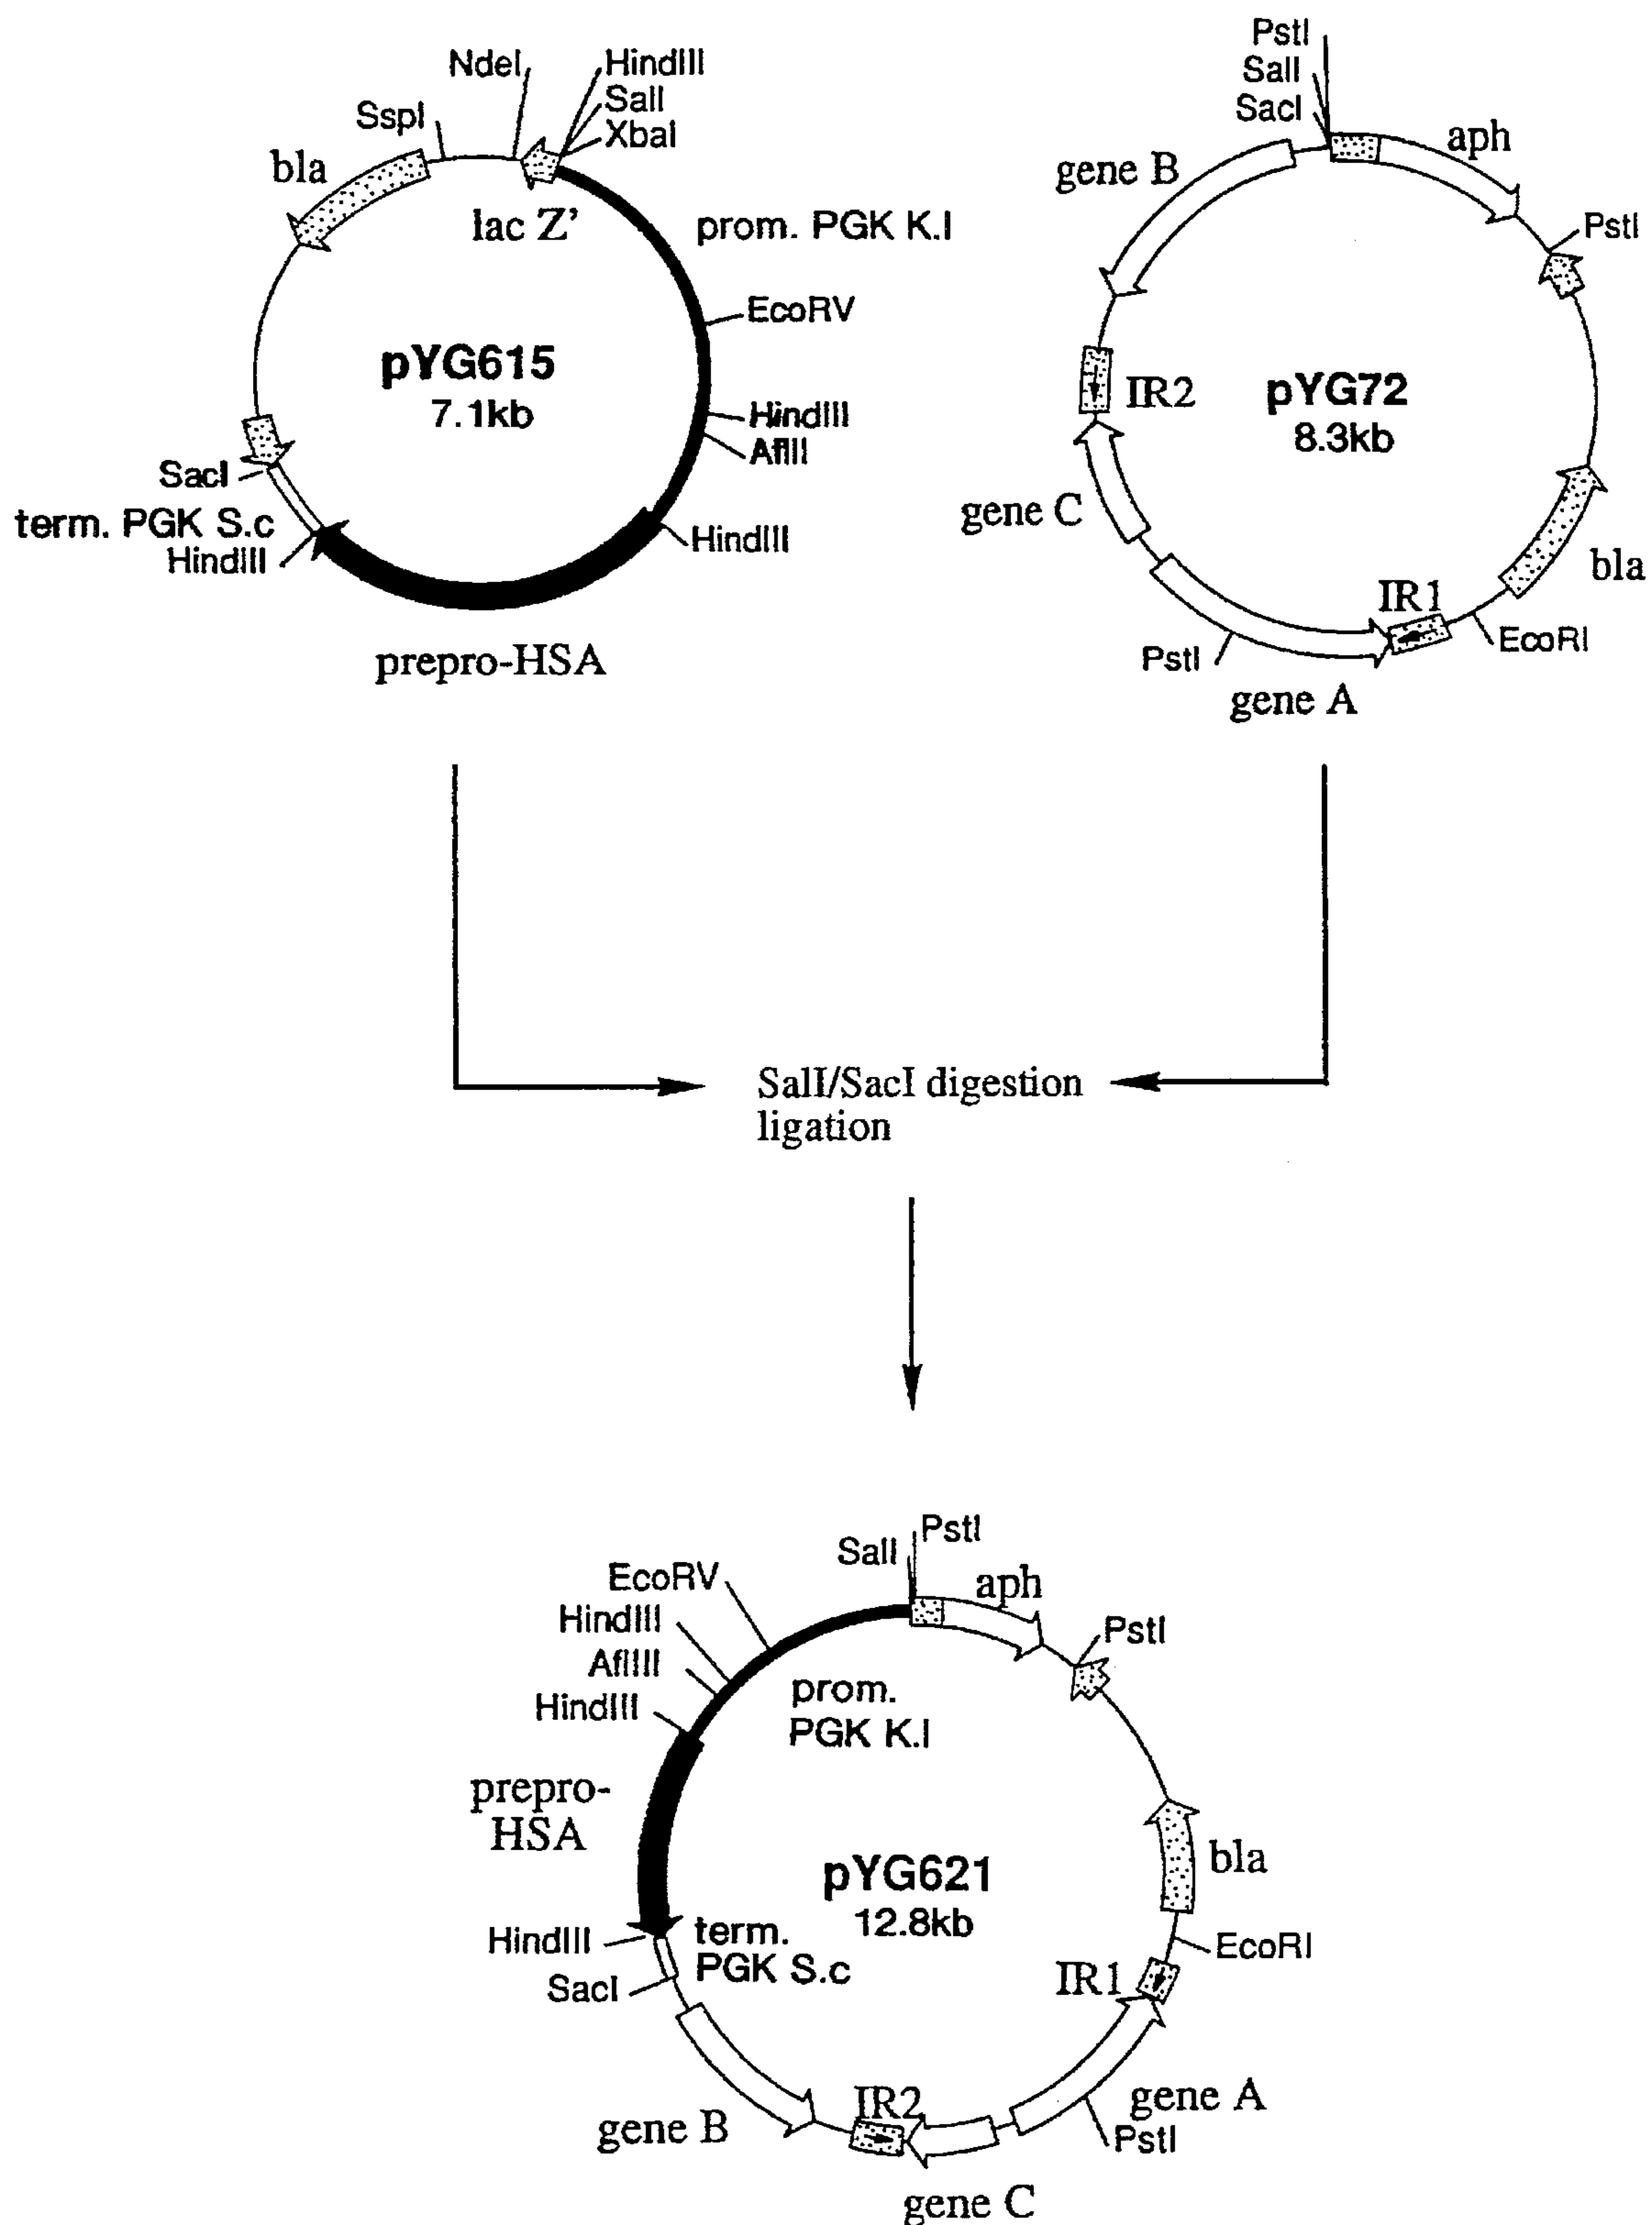 NdeI
HindIII
SalI
XbaI
SspI
bla
lac Z'
prom. PGK K.l
EcoRV
pYG615
7.1kb
HindIII
AflII
SacI
term. PGK S.c
HindIII
HindIII
prepro-HSA
PstI
SalI
SacI
aph
gene B
PstI
IR2
pYG72
8.3kb
gene C
bla
IR1
EcoRI
PstI
gene A
SalI/SacI digestion
ligation
PstI
SalI
aph
EcoRV
HindIII
AflIII
HindIII
PstI
prom.
PGK K.l
prepro-
HSA
pYG621
12.8kb
bla
HindIII
term.
PGK S.c
SacI
EcoRI
IR1
gene B
IR2
gene A
PstI
gene C